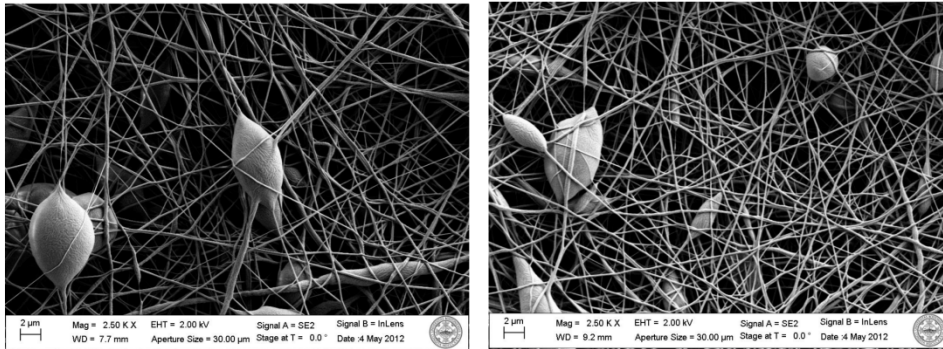 2 µm
Mag = 2.50 K X EHT = 2.00 kV Signal A = SE2 Signal B = InLens
WD = 7.7 mm Aperture Size = 30.00 µm Stage at T = 0.0 ° Date :4 May 2012
2 µm
Mag = 2.50 K X EHT = 2.00 kV Signal A = SE2 Signal B = InLens
WD = 9.2 mm Aperture Size = 30.00 µm Stage at T = 0.0 ° Date :4 May 2012